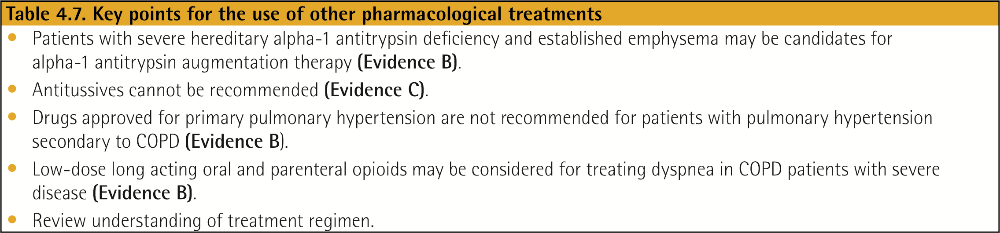 Table 4.7. Key points for the use of other pharmacological treatments
• Patients with severe hereditary alpha-1 antitrypsin deficiency and established emphysema may be candidates for
alpha-1 antitrypsin augmentation therapy (Evidence B).
• Antitussives cannot be recommended (Evidence C).
• Drugs approved for primary pulmonary hypertension are not recommended for patients with pulmonary hypertension
secondary to COPD (Evidence B).
• Low-dose long acting oral and parenteral opioids may be considered for treating dyspnea in COPD patients with severe
disease (Evidence B).
• Review understanding of treatment regimen.